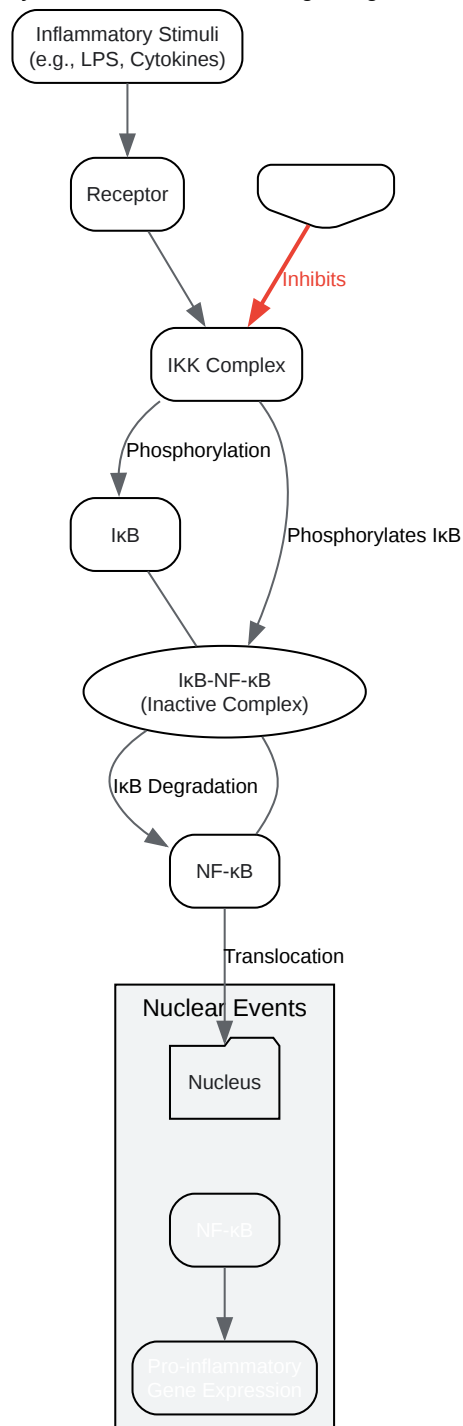 Inflammatory Stimuli
(e.g., LPS, Cytokines)
Receptor
Inhibits
IKK Complex
Phosphorylation
IκB
Phosphorylates IκB
IκB-NF-κB
(Inactive Complex)
IκB Degradation
NF-κB
Translocation
Nuclear Events
Nucleus
NF-κB
Pro-inflammatory
Gene Expression